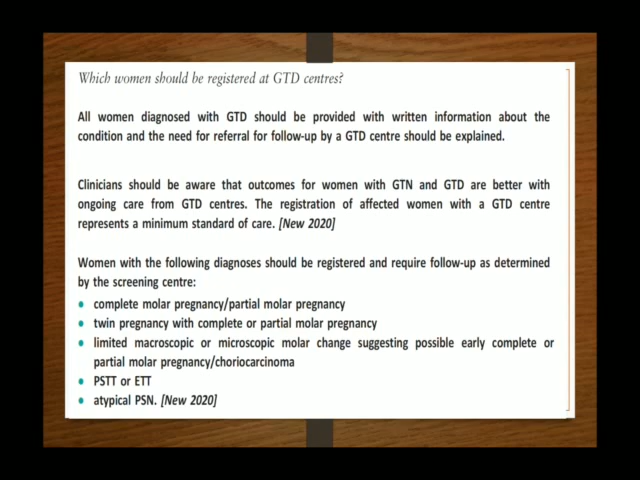 Which women should be registered at GTD centres?
All women diagnosed with GTD should be provided with written information about the
condition and the need for referral for follow-up by a GTD centre should be explained.
Clinicians should be aware that outcomes for women with GTN and GTD are better with
ongoing care from GTD centres. The registration of affected women with a GTD centre
represents a minimum standard of care. [New 2020]
Women with the following diagnoses should be registered and require follow-up as determined
by the screening centre:
• complete molar pregnancy/partial molar pregnancy
• twin pregnancy with complete or partial molar pregnancy
• limited macroscopic or microscopic molar change suggesting possible early complete or
partial molar pregnancy/choriocarcinoma
• PSTT or ETT
• atypical PSN. [New 2020]